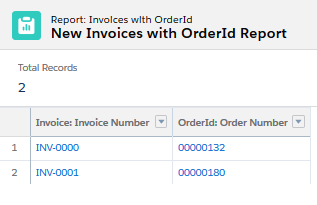 Report: Invoices with OrderId
New Invoices with OrderId Report
Total Records
2
Invoice: Invoice Number OrderId: Order Number
1 INV-0000 00000132
2 INV-0001 00000180